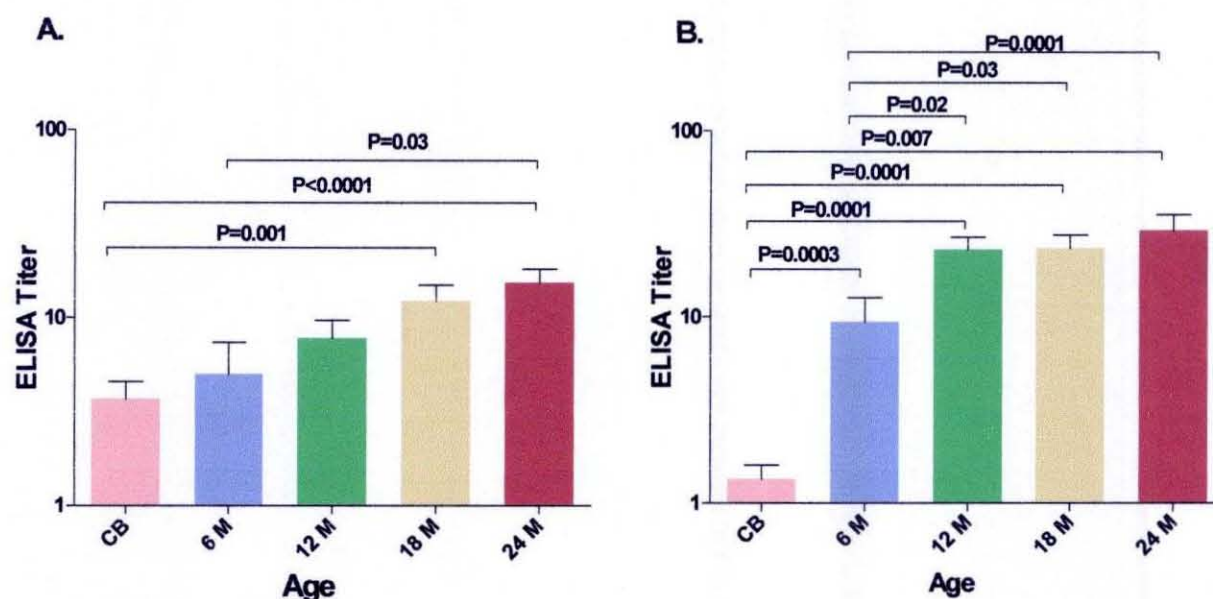 A.
P=0.03
P<0.0001
P=0.001
100
10
1
ELISA Titer
CB
6 M
12 M
18 M
24 M
Age
B.
P=0.0001
P=0.03
P=0.02
P=0.007
P=0.0001
P=0.0001
P=0.0003
100
10
1
ELISA Titer
CB
6 M
12 M
18 M
24 M
Age